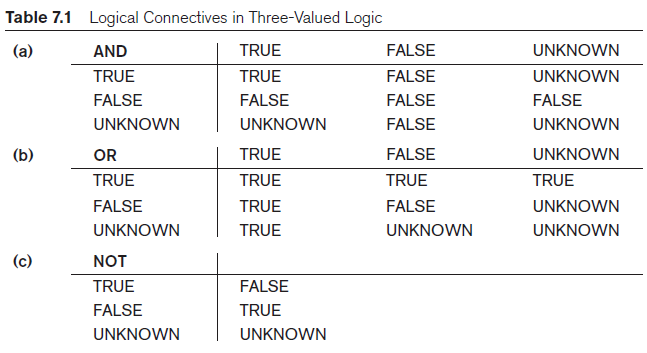 Table 7.1 Logical Connectives in Three-Valued Logic
(a) AND TRUE FALSE UNKNOWN
TRUE TRUE FALSE UNKNOWN
FALSE FALSE FALSE FALSE
UNKNOWN UNKNOWN FALSE UNKNOWN
(b) OR TRUE FALSE UNKNOWN
TRUE TRUE TRUE TRUE
FALSE TRUE FALSE UNKNOWN
UNKNOWN TRUE UNKNOWN UNKNOWN
(c) NOT
TRUE FALSE
FALSE TRUE
UNKNOWN UNKNOWN